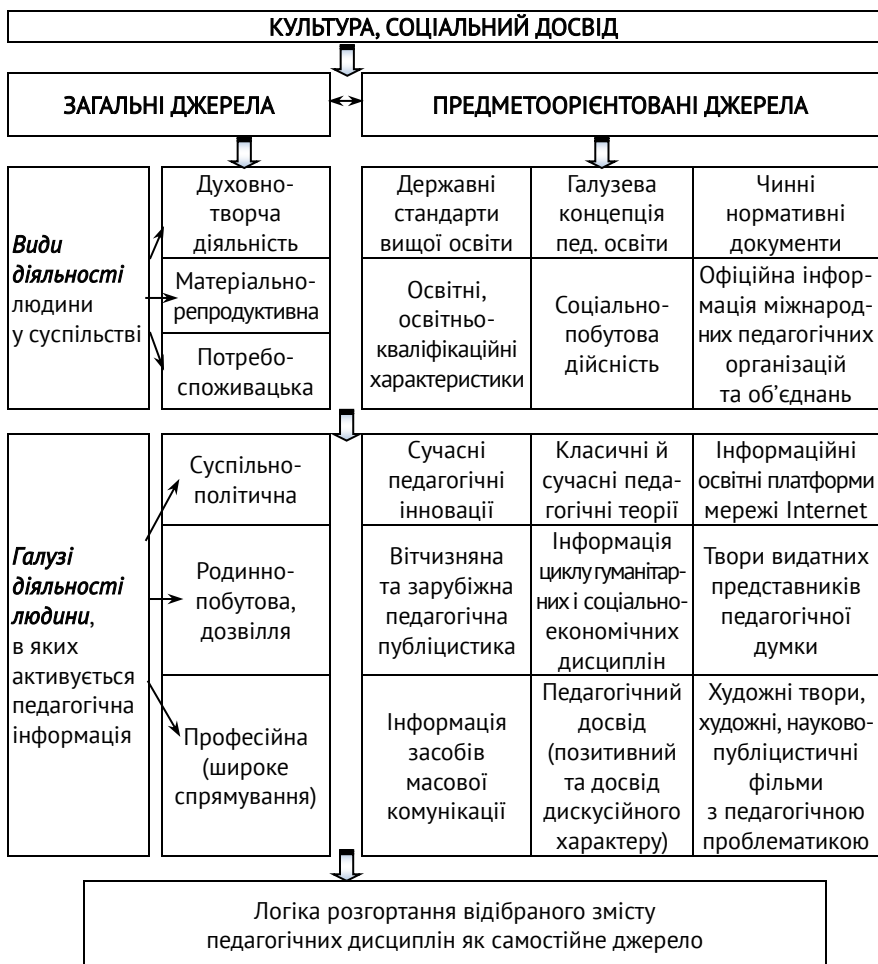 КУЛЬТУРА, СОЦІАЛЬНИЙ ДОСВІД
ЗАГАЛЬНІ ДЖЕРЕЛА
ПРЕДМЕТООРІЄНТОВАНІ ДЖЕРЕЛА
Види
діяльності
людини
у суспільстві
Духовно-
творча
діяльність
Матеріально-
репродуктивна
Потребо-
споживацька
Державні
стандарти
вищої освіти
Галузева
концепція
пед. освіти
Чинні
нормативні
документи
Освітні,
освітньо-
кваліфікаційні
характеристики
Соціально-
побутова
дійсність
Офіційна інфор-
мація міжнарод-
них педагогічних
організацій
та об’єднань
Галузі
діяльності
людини,
в яких
активується
педагогічна
інформація
Суспільно-
політична
Родинно-
побутова,
дозвілля
Професійна
(широке
спрямування)
Сучасні
педагогічні
інновації
Класичні й
сучасні педа-
гогічні теорії
Інформаційні
освітні платформи
мережі Internet
Вітчизняна
та зарубіжна
педагогічна
публіцистика
Інформація
циклу гуманітар-
них і соціально-
економічних
дисциплін
Твори видатних
представників
педагогічної
думки
Інформація
засобів
масової
комунікації
Педагогічний
досвід
(позитивний
та досвід
дискусійного
характеру)
Художні твори,
художні, науково-
публіцистичні
фільми
з педагогічною
проблематикою
Логіка розгортання відібраного змісту
педагогічних дисциплін як самостійне джерело